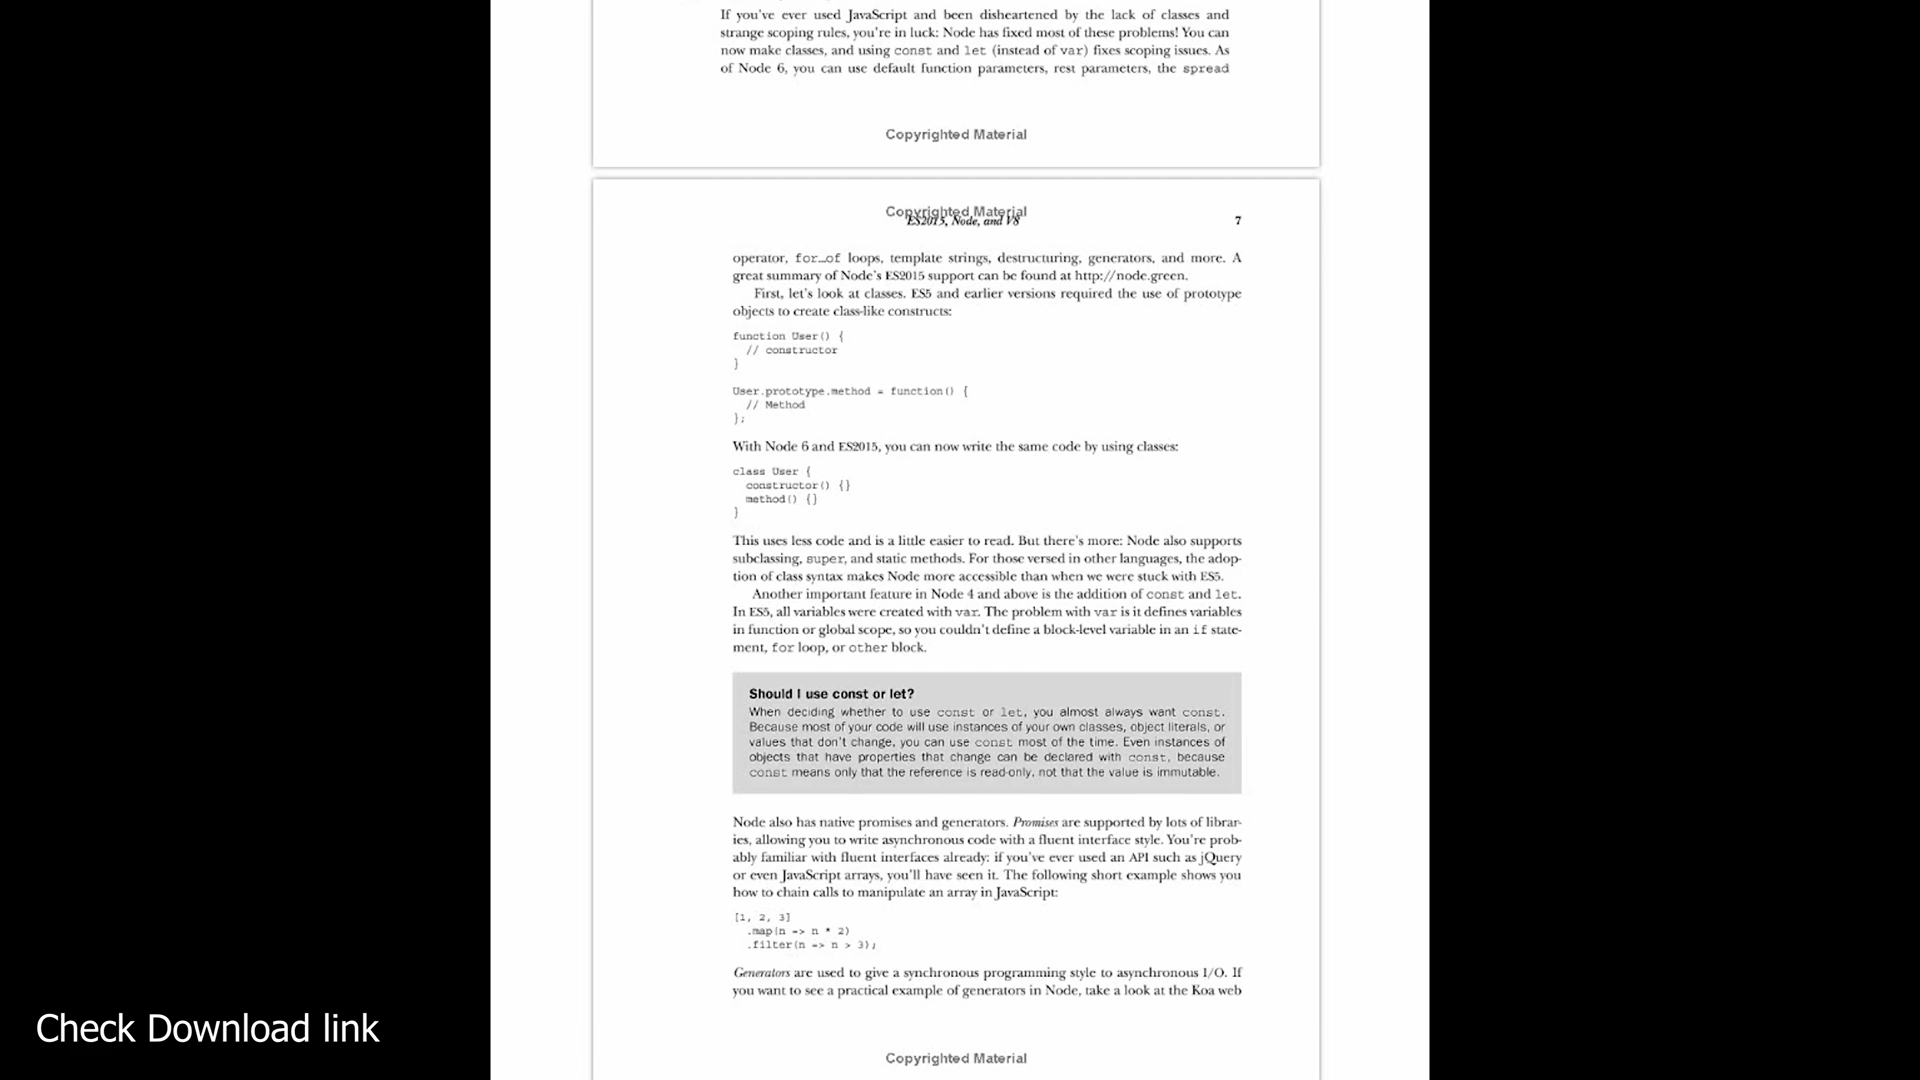 If you've ever used JavaScript and been disheartened by the lack of classes and
strange scoping rules, you're in luck: Node has fixed most of these problems! You can
now make classes, and using const and let (instead of var) fixes scoping issues. As
of Node 6, you can use default function parameters, rest parameters, the spread
Copyrighted Material
Copyrighted Material
ES2015, Node, and V8 7
operator, for…of loops, template strings, destructuring, generators, and more. A
great summary of Node's ES2015 support can be found at http://node.green.
First, let's look at classes. ES5 and earlier versions required the use of prototype
objects to create class-like constructs:
function User() {
// constructor
}
User.prototype.method = function() {
// Method
};
With Node 6 and ES2015, you can now write the same code by using classes:
class User {
constructor() {}
method() {}
}
This uses less code and is a little easier to read. But there's more: Node also supports
subclassing, super, and static methods. For those versed in other languages, the adop-
tion of class syntax makes Node more accessible than when we were stuck with ES5.
Another important feature in Node 4 and above is the addition of const and let.
In ES5, all variables were created with var. The problem with var is it defines variables
in function or global scope, so you couldn't define a block-level variable in an if state-
ment, for loop, or other block.
Should I use const or let?
When deciding whether to use const or let, you almost always want const.
Because most of your code will use instances of your own classes, object literals, or
values that don't change, you can use const most of the time. Even instances of
objects that have properties that change can be declared with const, because
const means only that the reference is read-only, not that the value is immutable.
Node also has native promises and generators. Promises are supported by lots of librar-
ies, allowing you to write asynchronous code with a fluent interface style. You're prob-
ably familiar with fluent interfaces already: if you've ever used an API such as jQuery
or even JavaScript arrays, you'll have seen it. The following short example shows you
how to chain calls to manipulate an array in JavaScript:
[1, 2, 3]
.map(n => n * 2)
.filter(n => n > 3);
Generators are used to give a synchronous programming style to asynchronous I/O. If
you want to see a practical example of generators in Node, take a look at the Koa web
Check Download link
Copyrighted Material